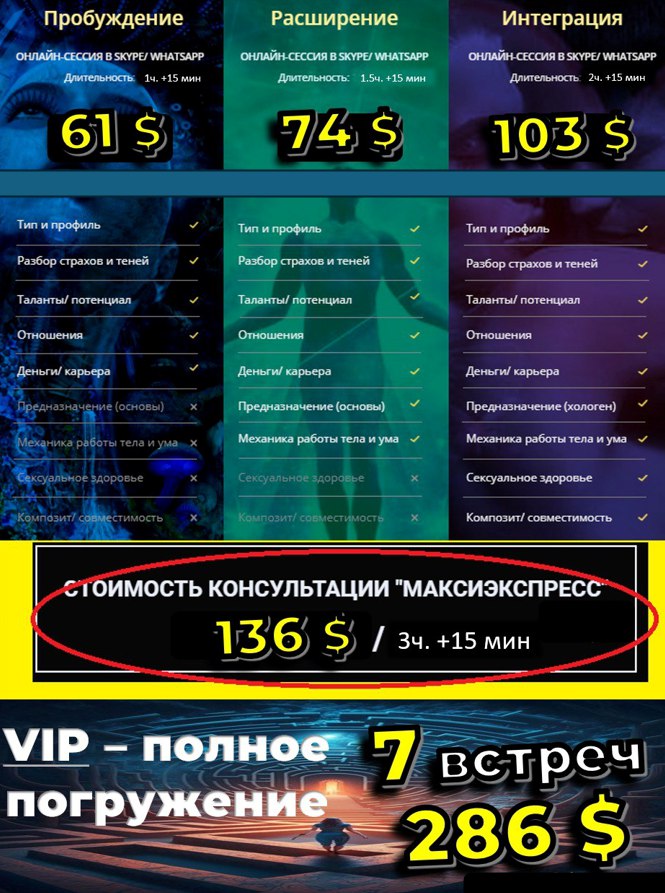 Пробуждение
ОНЛАЙН-СЕССИЯ В SKYPE/ WHATSAPP
Длительность: 1ч. +15 мин
61 $
Расширение
ОНЛАЙН-СЕССИЯ В SKYPE/ WHATSAPP
Длительность: 1.5ч. +15 мин
74 $
Интеграция
ОНЛАЙН-СЕССИЯ В SKYPE/ WHATSAPP
Длительность: 2ч. +15 мин
103 $
Тип и профиль
Разбор страхов и теней
Таланты/ потенциал
Отношения
Деньги/ карьера
Предназначение (основы)
Механика работы тела и ума
Сексуальное здоровье
Композит/ совместимость
Тип и профиль
Разбор страхов и теней
Таланты/ потенциал
Отношения
Деньги/ карьера
Предназначение (основы)
Механика работы тела и ума
Сексуальное здоровье
Композит/ совместимость
Тип и профиль
Разбор страхов и теней
Таланты/ потенциал
Отношения
Деньги/ карьера
Предназначение (хологен)
Механика работы тела и ума
Сексуальное здоровье
Композит/ совместимость
СТОИМОСТЬ КОНСУЛЬТАЦИИ "МАКСИЭКСПРЕСС"
136 $ / 3ч. +15 мин
VIP – полное
погружение
7 встреч
286 $